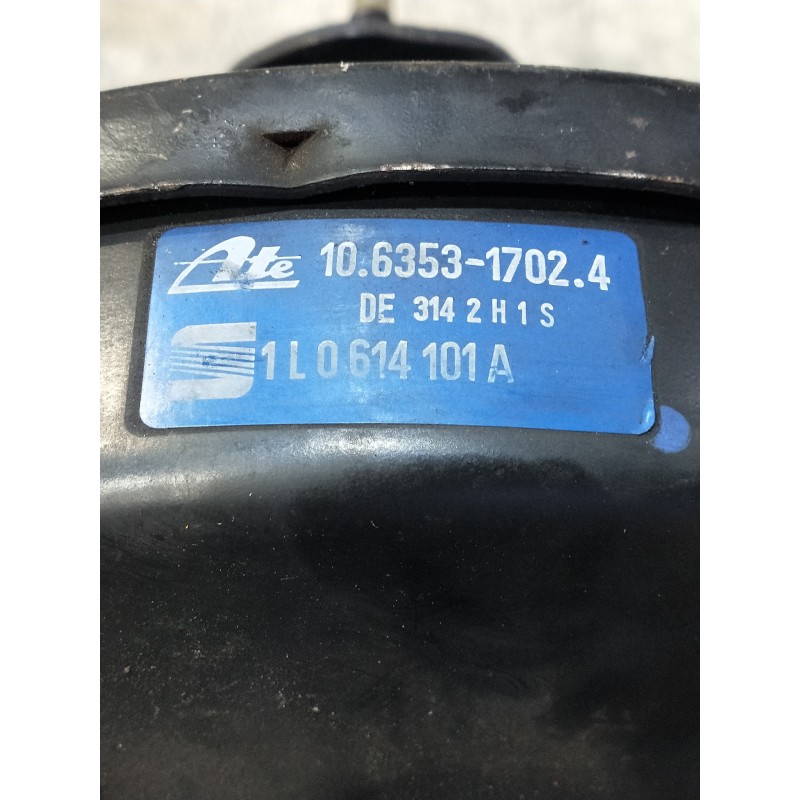 Ate 10.6353-1702.4
DE 314 2 H 1 S
1L0 614 101 A